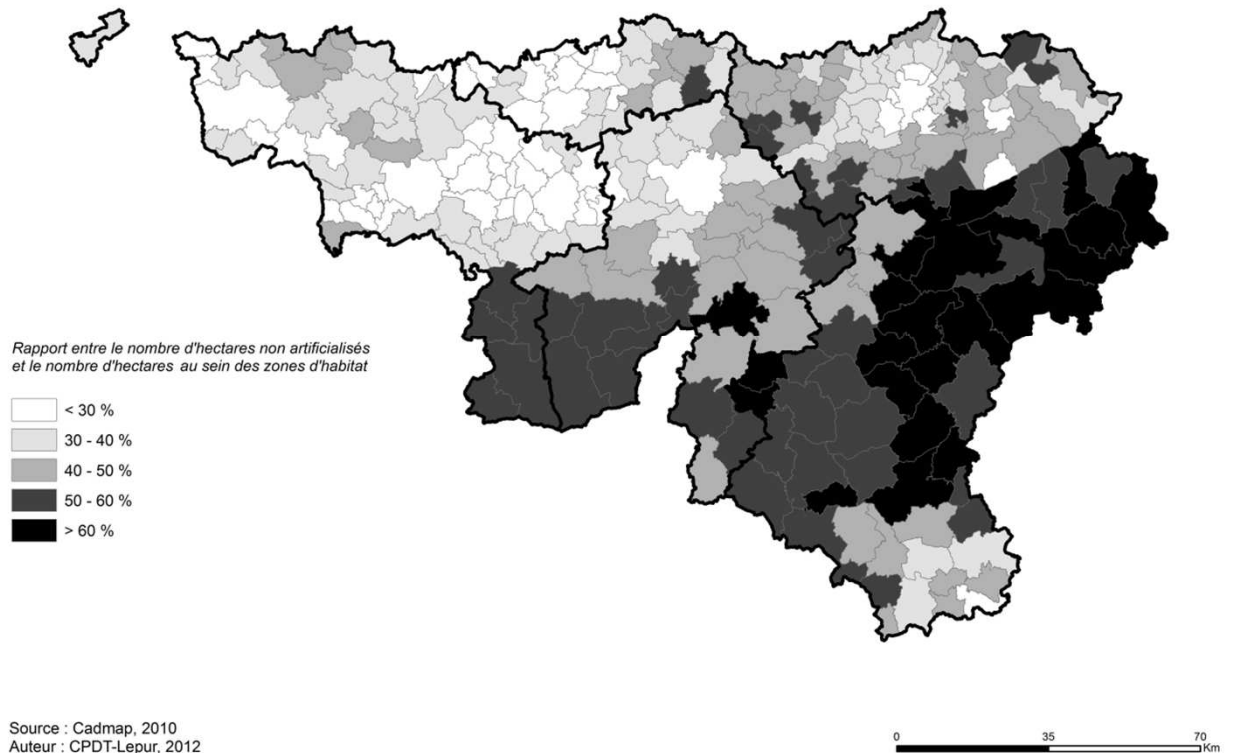 Rapport entre le nombre d'hectares non artificialisés
et le nombre d'hectares au sein des zones d'habitat
< 30 %
30 - 40 %
40 - 50 %
50 - 60 %
> 60 %
Source : Cadmap, 2010
Auteur : CPDT-Lepur, 2012
0 35 70
Km